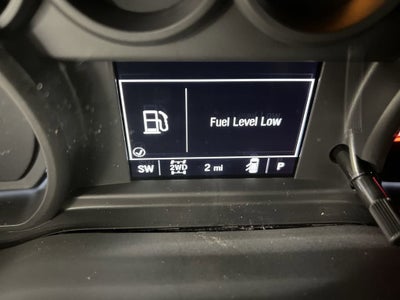 Fuel Level Low
SW 2WD 2 mi P